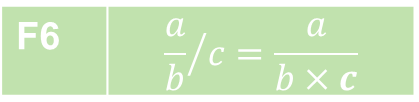 F6
a/b/c = a/(b × c)